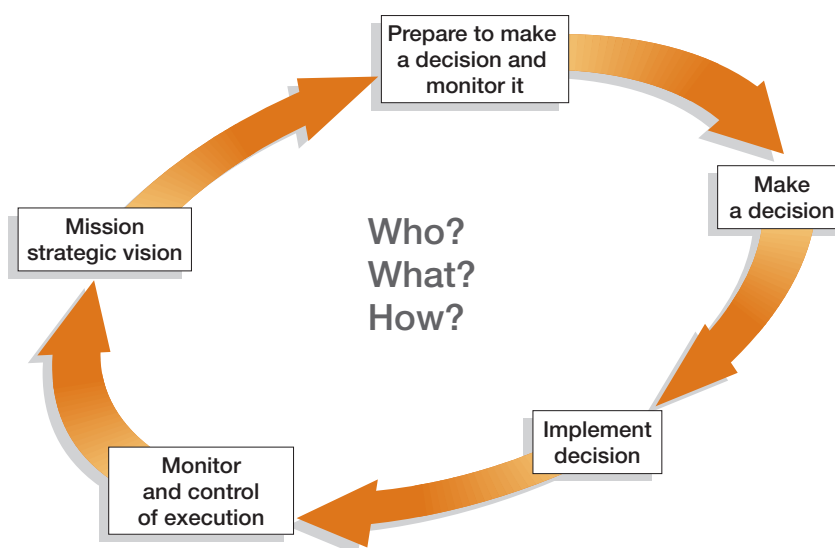 Prepare to make
a decision and
monitor it
Make
a decision
Mission
strategic vision
Who?
What?
How?
Implement
decision
Monitor
and control
of execution